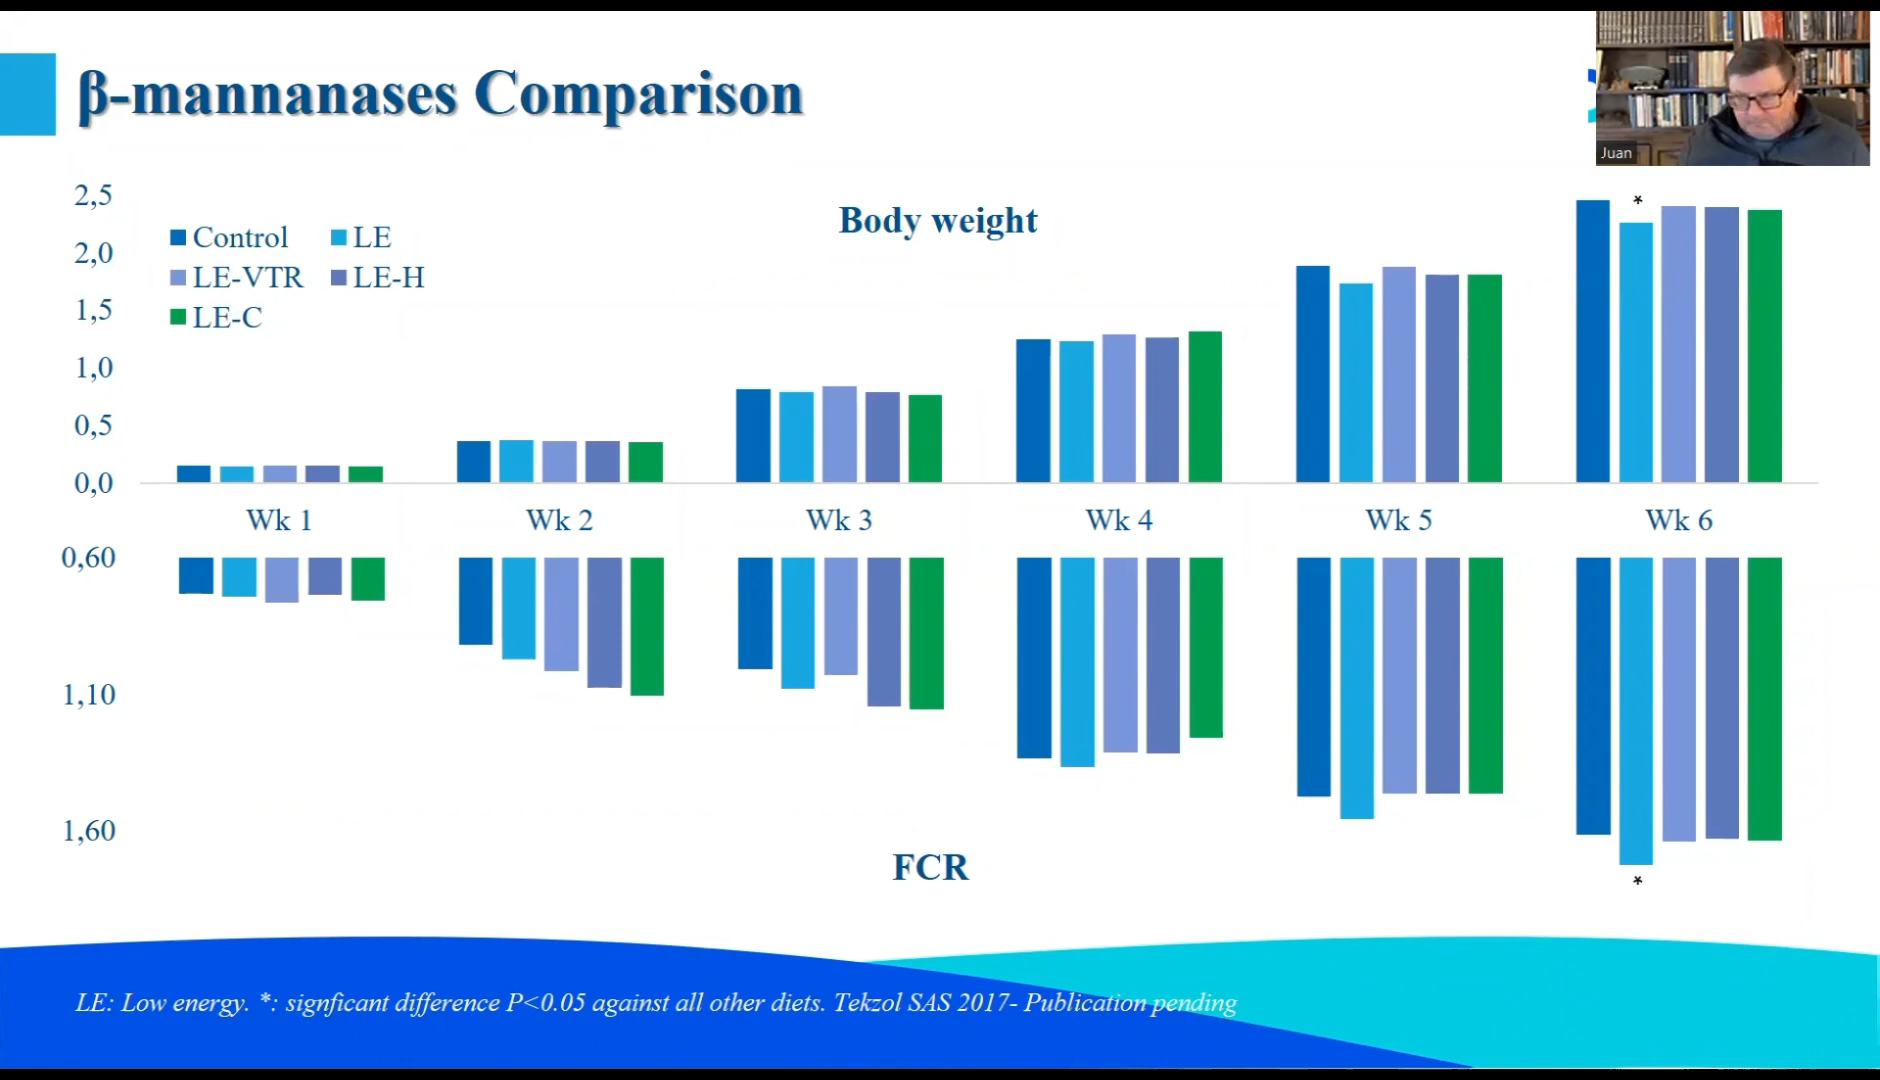 β-mannanases Comparison
Juan
Body weight
2,5
2,0
1,5
1,0
0,5
0,0
Control
LE
LE-VTR
LE-H
LE-C
*
Wk 1
Wk 2
Wk 3
Wk 4
Wk 5
Wk 6
0,60
1,10
1,60
FCR
*
LE: Low energy. *: signficant difference P<0.05 against all other diets. Tekzol SAS 2017- Publication pending